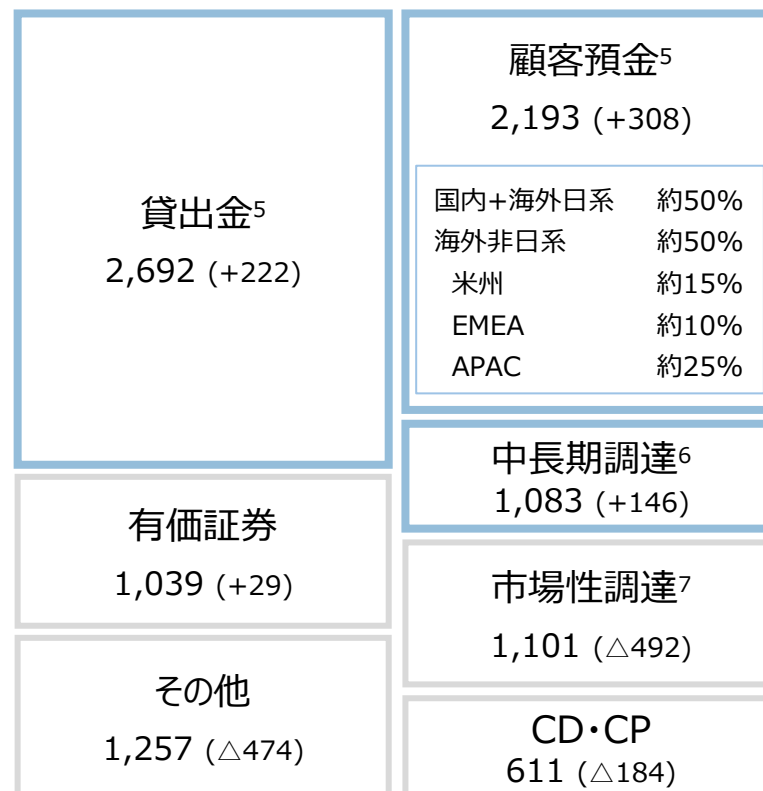 貸出金5
2,692 (+222)
有価証券
1,039 (+29)
その他
1,257 (△474)
顧客預金5
2,193 (+308)
国内+海外日系 約50%
海外非日系 約50%
米州 約15%
EMEA 約10%
APAC 約25%
中長期調達6
1,083 (+146)
市場性調達7
1,101 (△492)
CD･CP
611 (△184)